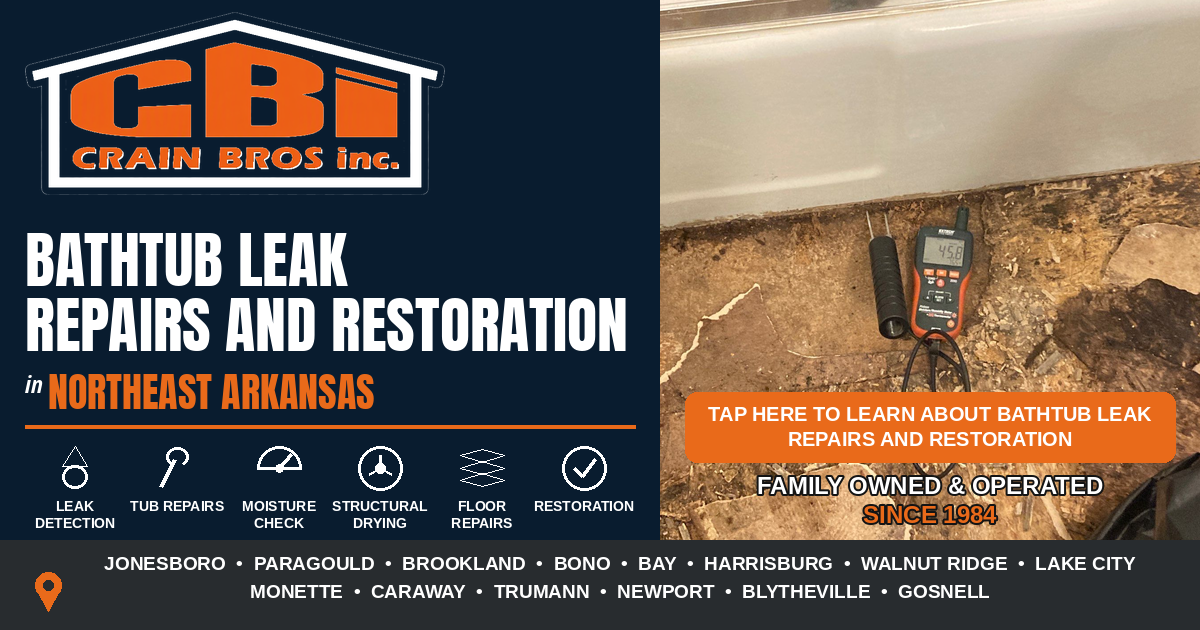 CBi
CRAIN BROS inc.
BATHTUB LEAK
REPAIRS AND RESTORATION
in NORTHEAST ARKANSAS
LEAK
DETECTION
TUB REPAIRS
MOISTURE
CHECK
STRUCTURAL
DRYING
FLOOR
REPAIRS
RESTORATION
45.8
TAP HERE TO LEARN ABOUT BATHTUB LEAK
REPAIRS AND RESTORATION
FAMILY OWNED & OPERATED
SINCE 1984
JONESBORO • PARAGOULD • BROOKLAND • BONO • BAY • HARRISBURG • WALNUT RIDGE • LAKE CITY
MONETTE • CARAWAY • TRUMANN • NEWPORT • BLYTHEVILLE • GOSNELL